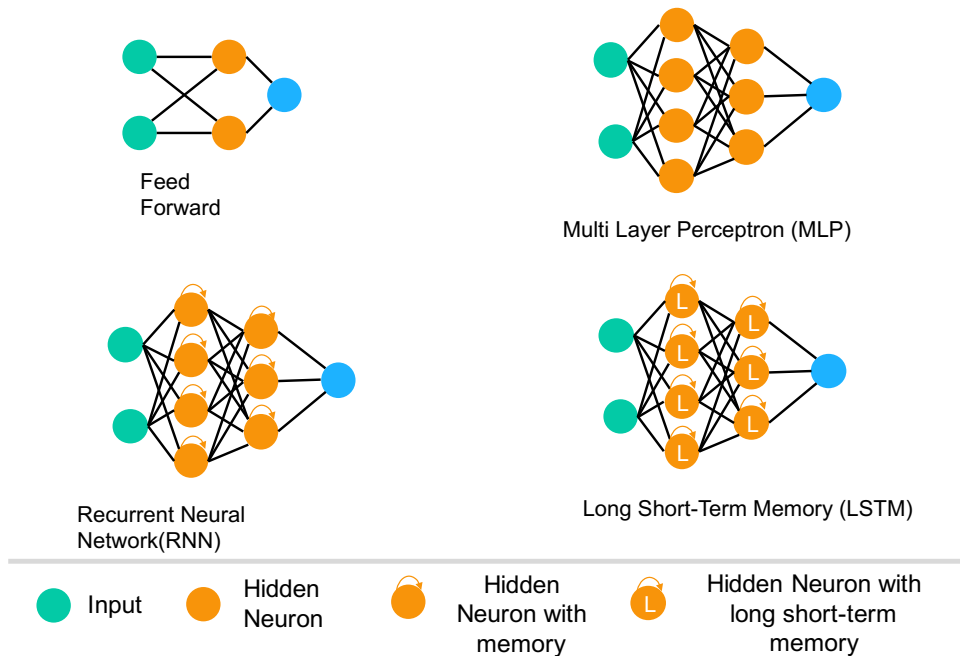 Feed
Forward
Multi Layer Perceptron (MLP)
L
L
L
L
L
L
L
Recurrent Neural
Network(RNN)
Long Short-Term Memory (LSTM)
Input
Hidden
Neuron
Hidden
Neuron with
memory
L
Hidden Neuron with
long short-term
memory